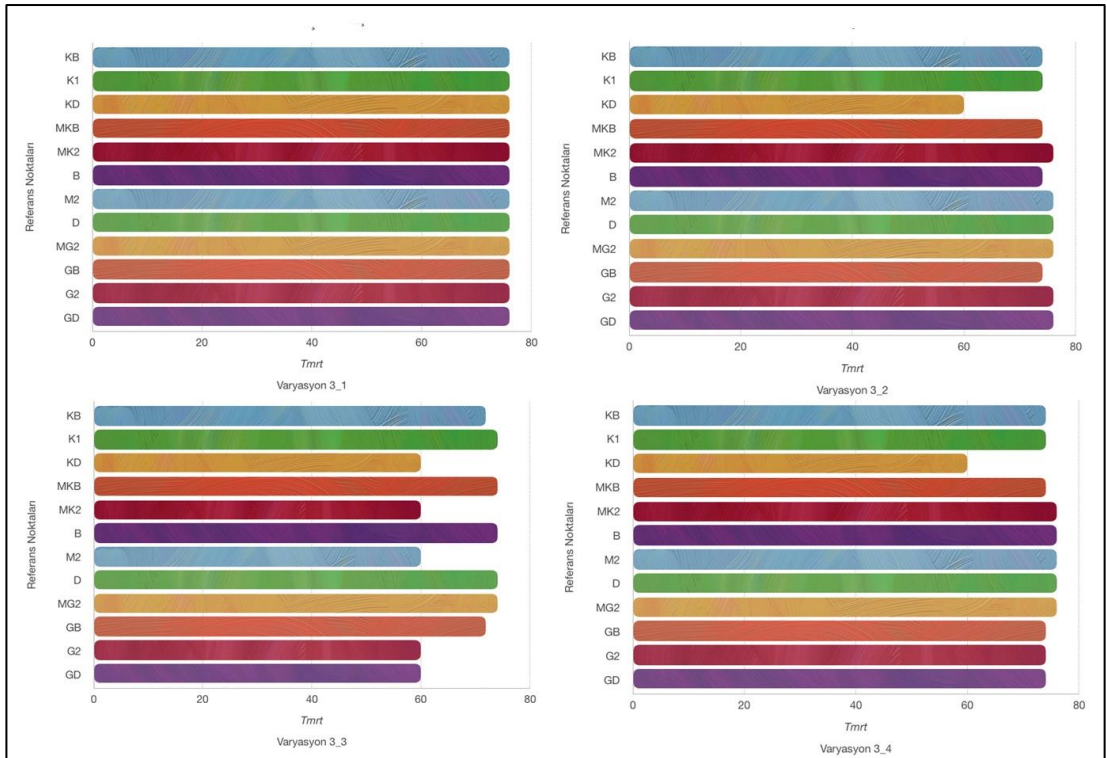 Referans Noktaları
KB
K1
KD
MKB
MK2
B
M2
D
MG2
GB
G2
GD
0 20 40 60 80
Tmrt
Varyasyon 3_1
Referans Noktaları
KB
K1
KD
MKB
MK2
B
M2
D
MG2
GB
G2
GD
0 20 40 60 80
Tmrt
Varyasyon 3_2
Referans Noktaları
KB
K1
KD
MKB
MK2
B
M2
D
MG2
GB
G2
GD
0 20 40 60 80
Tmrt
Varyasyon 3_3
Referans Noktaları
KB
K1
KD
MKB
MK2
B
M2
D
MG2
GB
G2
GD
0 20 40 60 80
Tmrt
Varyasyon 3_4